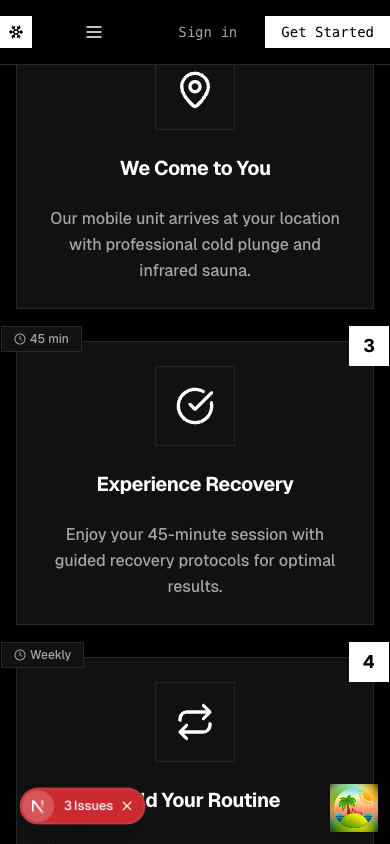 Sign in
Get Started
We Come to You
Our mobile unit arrives at your location
with professional cold plunge and
infrared sauna.
45 min
3
Experience Recovery
Enjoy your 45-minute session with
guided recovery protocols for optimal
results.
Weekly
4
ld Your Routine
N
3 Issues